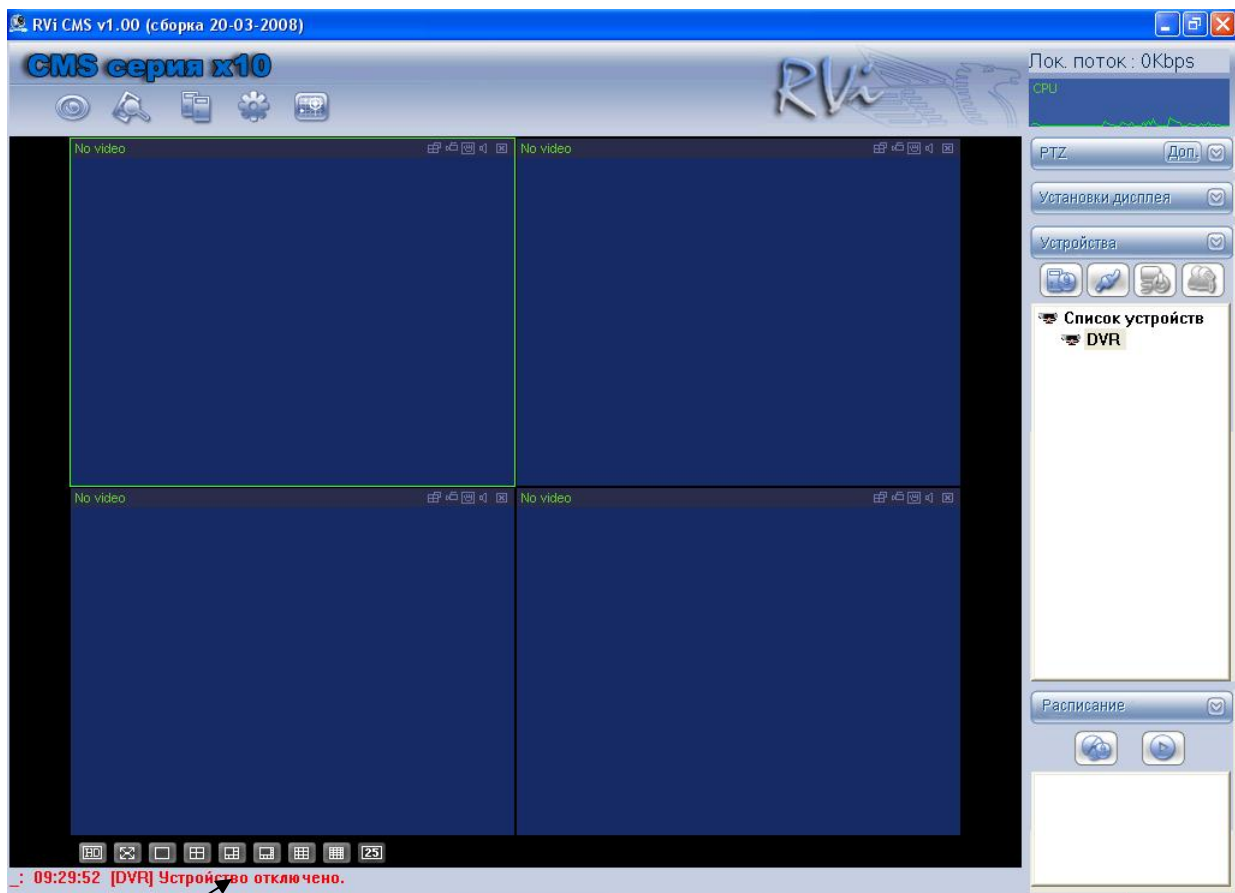 RVi CMS v1.00 (сборка 20-03-2008)
CMS серия x10
RVi
Лок. поток : 0Kbps
CPU
No video
No video
PTZ
Доп.
Установки дисплея
Устройства
Список устройств
DVR
No video
No video
Расписание
HD
25
_: 09:29:52 [DVR] Устройство отключено.